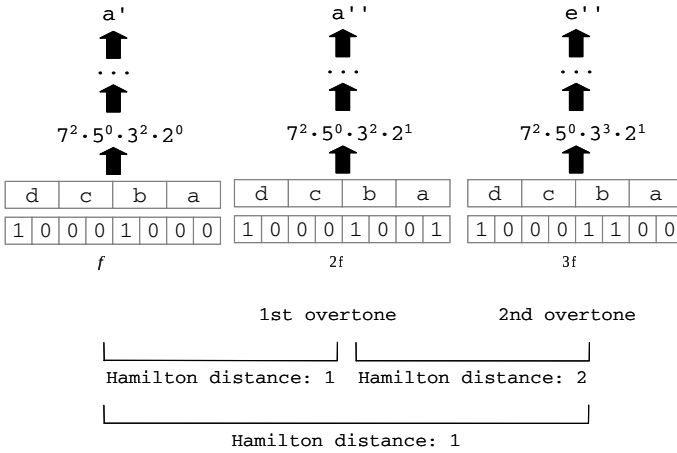 a' a'' e''
... ... ...
7²·5⁰·3²·2⁰ 7²·5⁰·3²·2¹ 7²·5⁰·3³·2¹
d c b a d c b a d c b a
1 0 0 0 1 0 0 0 1 0 0 0 1 0 0 1 1 0 0 0 1 1 0 0
f 2f 3f
1st overtone 2nd overtone
Hamilton distance: 1 Hamilton distance: 2
Hamilton distance: 1